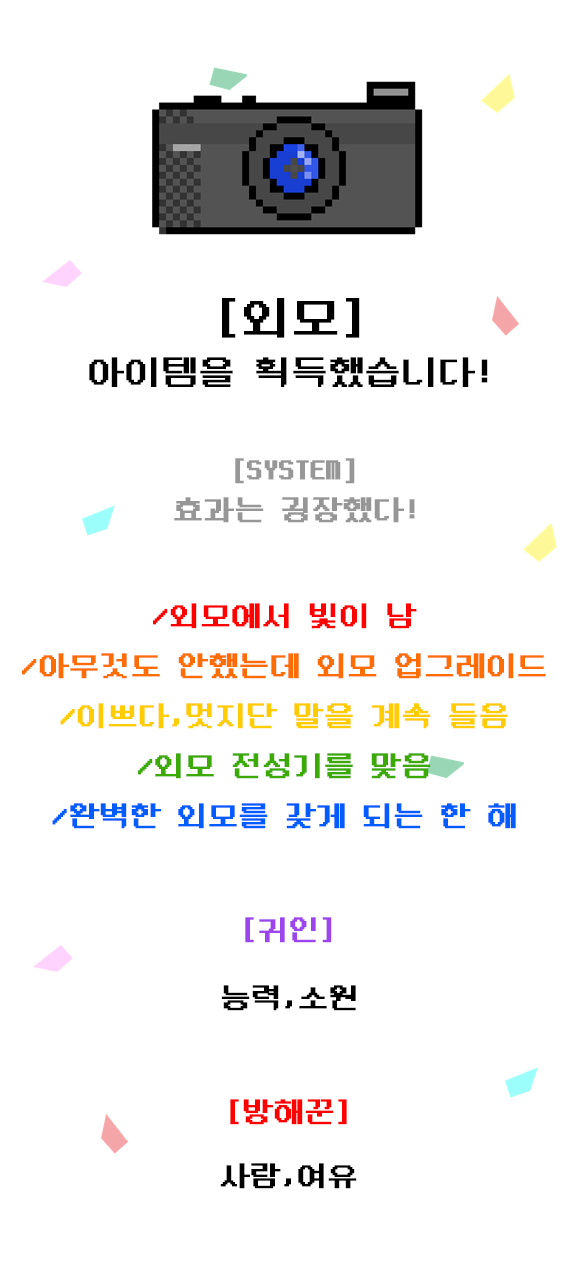 [외모]
아이템을 획득했습니다!
[SYSTEM]
효과는 굉장했다!
/외모에서 빛이 남
/아무것도 안했는데 외모 업그레이드
/이쁘다,멋지단 말을 계속 들음
/외모 전성기를 맞음
/완벽한 외모를 갖게 되는 한 해
[귀인]
능력,소원
[방해꾼]
사람,여유